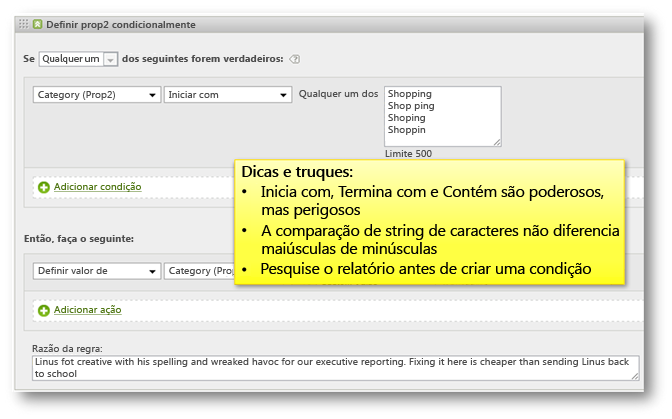 Definir prop2 condicionalmente
Se Qualquer um dos seguintes forem verdadeiros: ?
Category (Prop2) Iniciar com Qualquer um dos
Shopping
Shop ping
Shoping
Shoppin
Limite 500
Adicionar condição
Dicas e truques:
• Inicia com, Termina com e Contém são poderosos,
mas perigosos
• A comparação de string de caracteres não diferencia
maiúsculas de minúsculas
• Pesquise o relatório antes de criar uma condição
Então, faça o seguinte:
Definir valor de Category (Pro
Adicionar ação
Razão da regra:
Linus fot creative with his spelling and wreaked havoc for our executive reporting. Fixing it here is cheaper than sending Linus back
to school